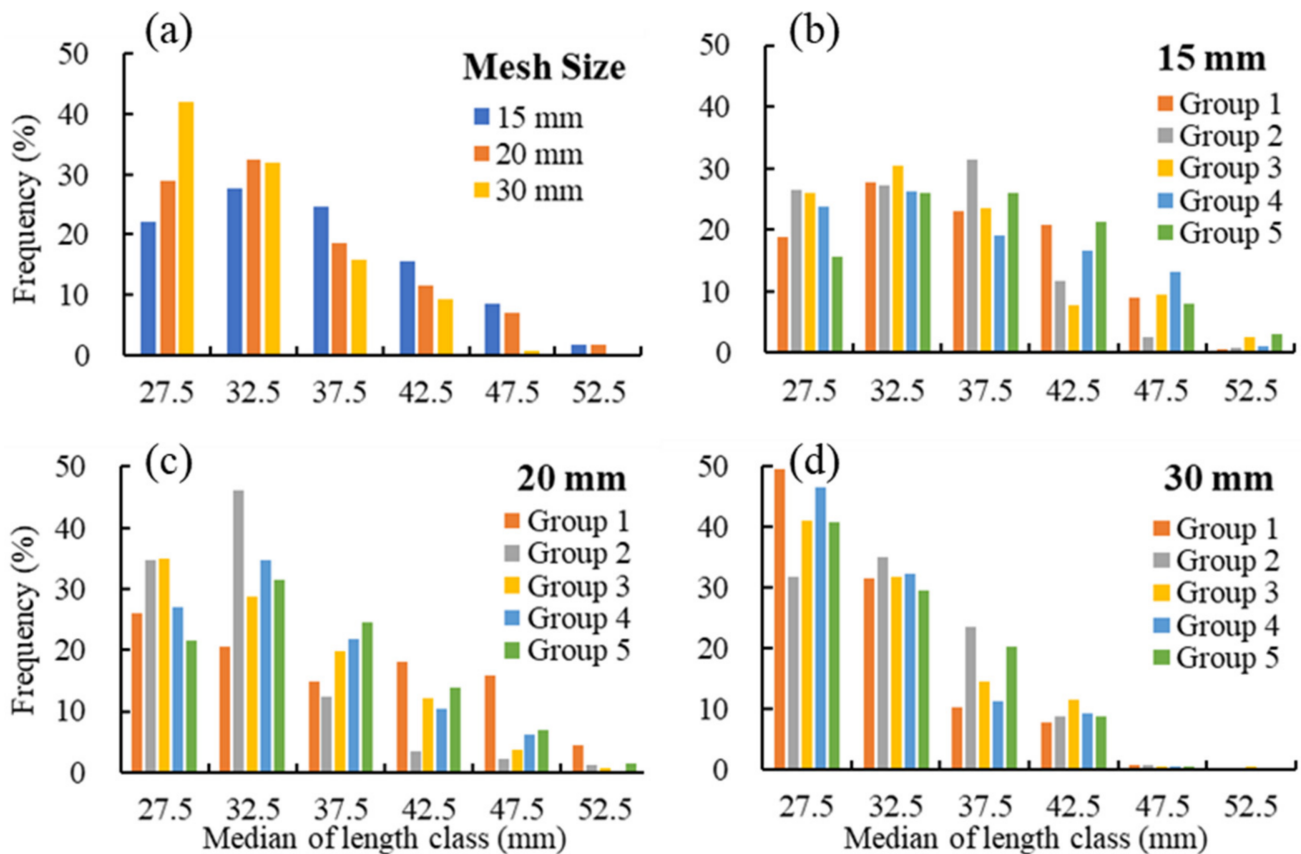 (a)
Mesh Size
15 mm
20 mm
30 mm
Frequency (%)
50
40
30
20
10
0
27.5 32.5 37.5 42.5 47.5 52.5
(b)
15 mm
Group 1
Group 2
Group 3
Group 4
Group 5
50
40
30
20
10
0
27.5 32.5 37.5 42.5 47.5 52.5
(c)
20 mm
Group 1
Group 2
Group 3
Group 4
Group 5
Frequency (%)
50
40
30
20
10
0
27.5 32.5 37.5 42.5 47.5 52.5
Median of length class (mm)
(d)
30 mm
Group 1
Group 2
Group 3
Group 4
Group 5
50
40
30
20
10
0
27.5 32.5 37.5 42.5 47.5 52.5
Median of length class (mm)